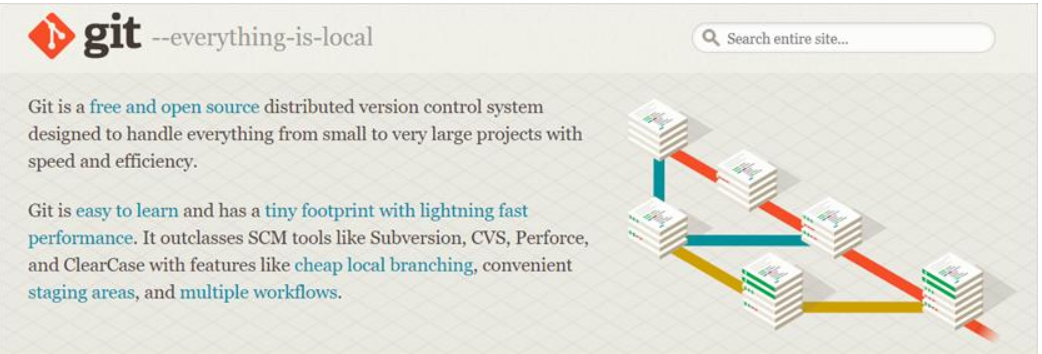 git --everything-is-local
Search entire site...
Git is a free and open source distributed version control system
designed to handle everything from small to very large projects with
speed and efficiency.
Git is easy to learn and has a tiny footprint with lightning fast
performance. It outclasses SCM tools like Subversion, CVS, Perforce,
and ClearCase with features like cheap local branching, convenient
staging areas, and multiple workflows.